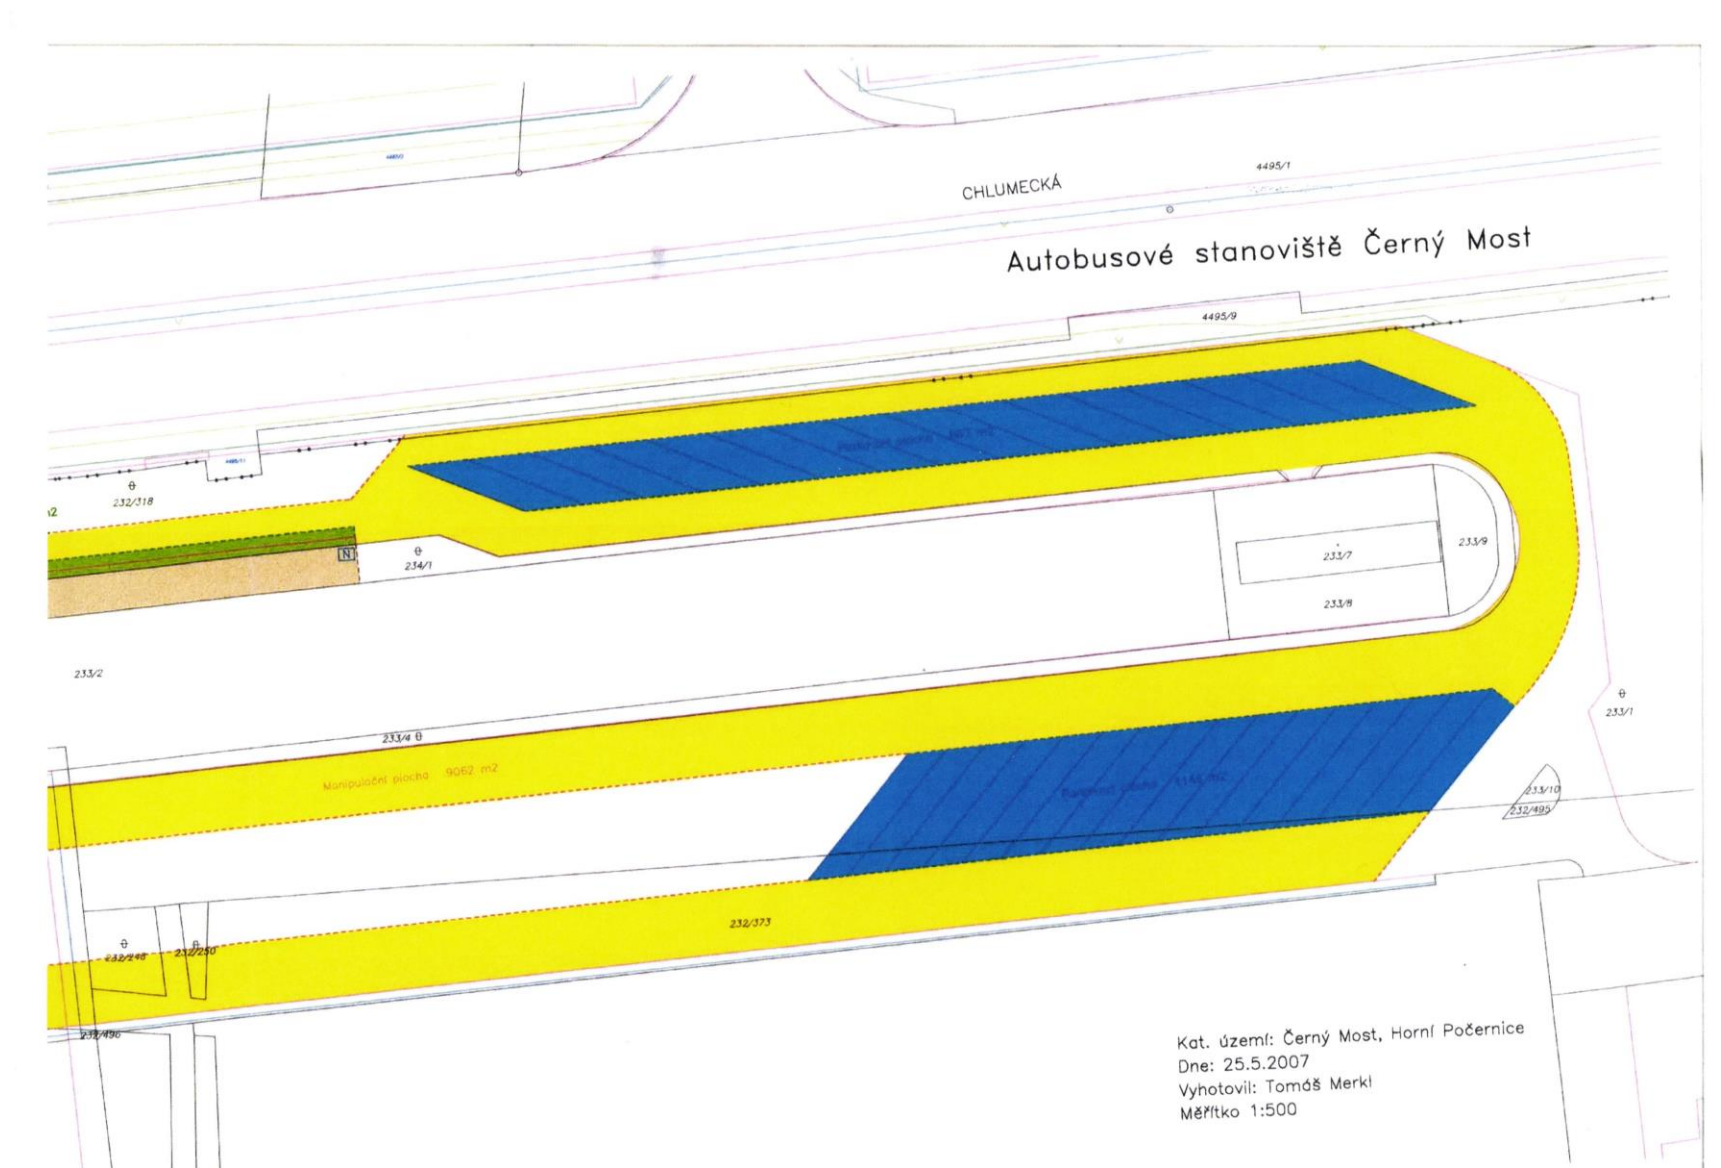 CHLUMECKÁ
4495/1
Autobusové stanoviště Černý Most
4495/9
232/318
N
234/1
233/7
233/9
233/8
233/2
233/1
233/4
Manipulační plocha 9062 m2
233/10
232/495
232/373
232/248
232/250
232/496
Kat. území: Černý Most, Horní Počernice
Dne: 25.5.2007
Vyhotovil: Tomáš Merkl
Měřítko 1:500